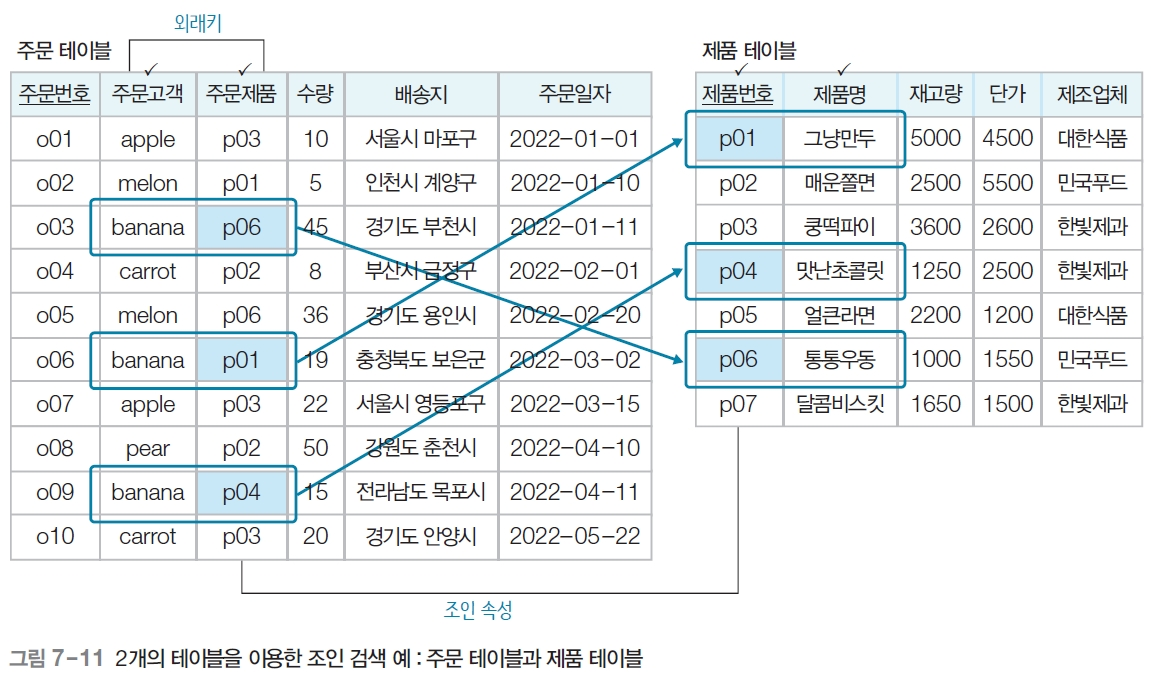 외래키
주문 테이블
주문번호 주문고객 주문제품 수량 배송지 주문일자
o01 apple p03 10 서울시 마포구 2022-01-01
o02 melon p01 5 인천시 계양구 2022-01-10
o03 banana p06 45 경기도 부천시 2022-01-11
o04 carrot p02 8 부산시 금정구 2022-02-01
o05 melon p06 36 경기도 용인시 2022-02-20
o06 banana p01 19 충청북도 보은군 2022-03-02
o07 apple p03 22 서울시 영등포구 2022-03-15
o08 pear p02 50 강원도 춘천시 2022-04-10
o09 banana p04 15 전라남도 목포시 2022-04-11
o10 carrot p03 20 경기도 안양시 2022-05-22
제품 테이블
제품번호 제품명 재고량 단가 제조업체
p01 그냥만두 5000 4500 대한식품
p02 매운쫄면 2500 5500 민국푸드
p03 쿵떡파이 3600 2600 한빛제과
p04 맛난초콜릿 1250 2500 한빛제과
p05 얼큰라면 2200 1200 대한식품
p06 통통우동 1000 1550 민국푸드
p07 달콤비스킷 1650 1500 한빛제과
조인 속성
그림 7-11 2개의 테이블을 이용한 조인 검색 예 : 주문 테이블과 제품 테이블